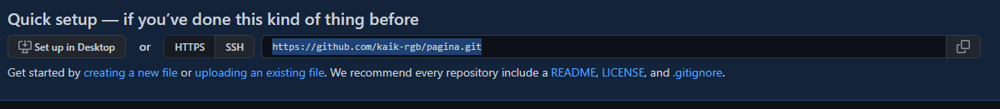 Quick setup — if you’ve done this kind of thing before
Set up in Desktop or HTTPS SSH https://github.com/kaik-rgb/pagina.git
Get started by creating a new file or uploading an existing file. We recommend every repository include a README, LICENSE, and .gitignore.